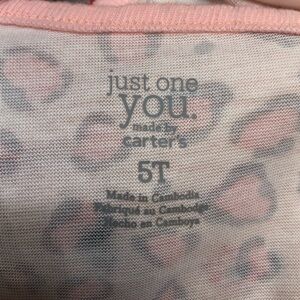 just one
you.
made by
carter's
5T
Made in Cambodia
Fabriqué au Cambodge
Hecho en Camboya